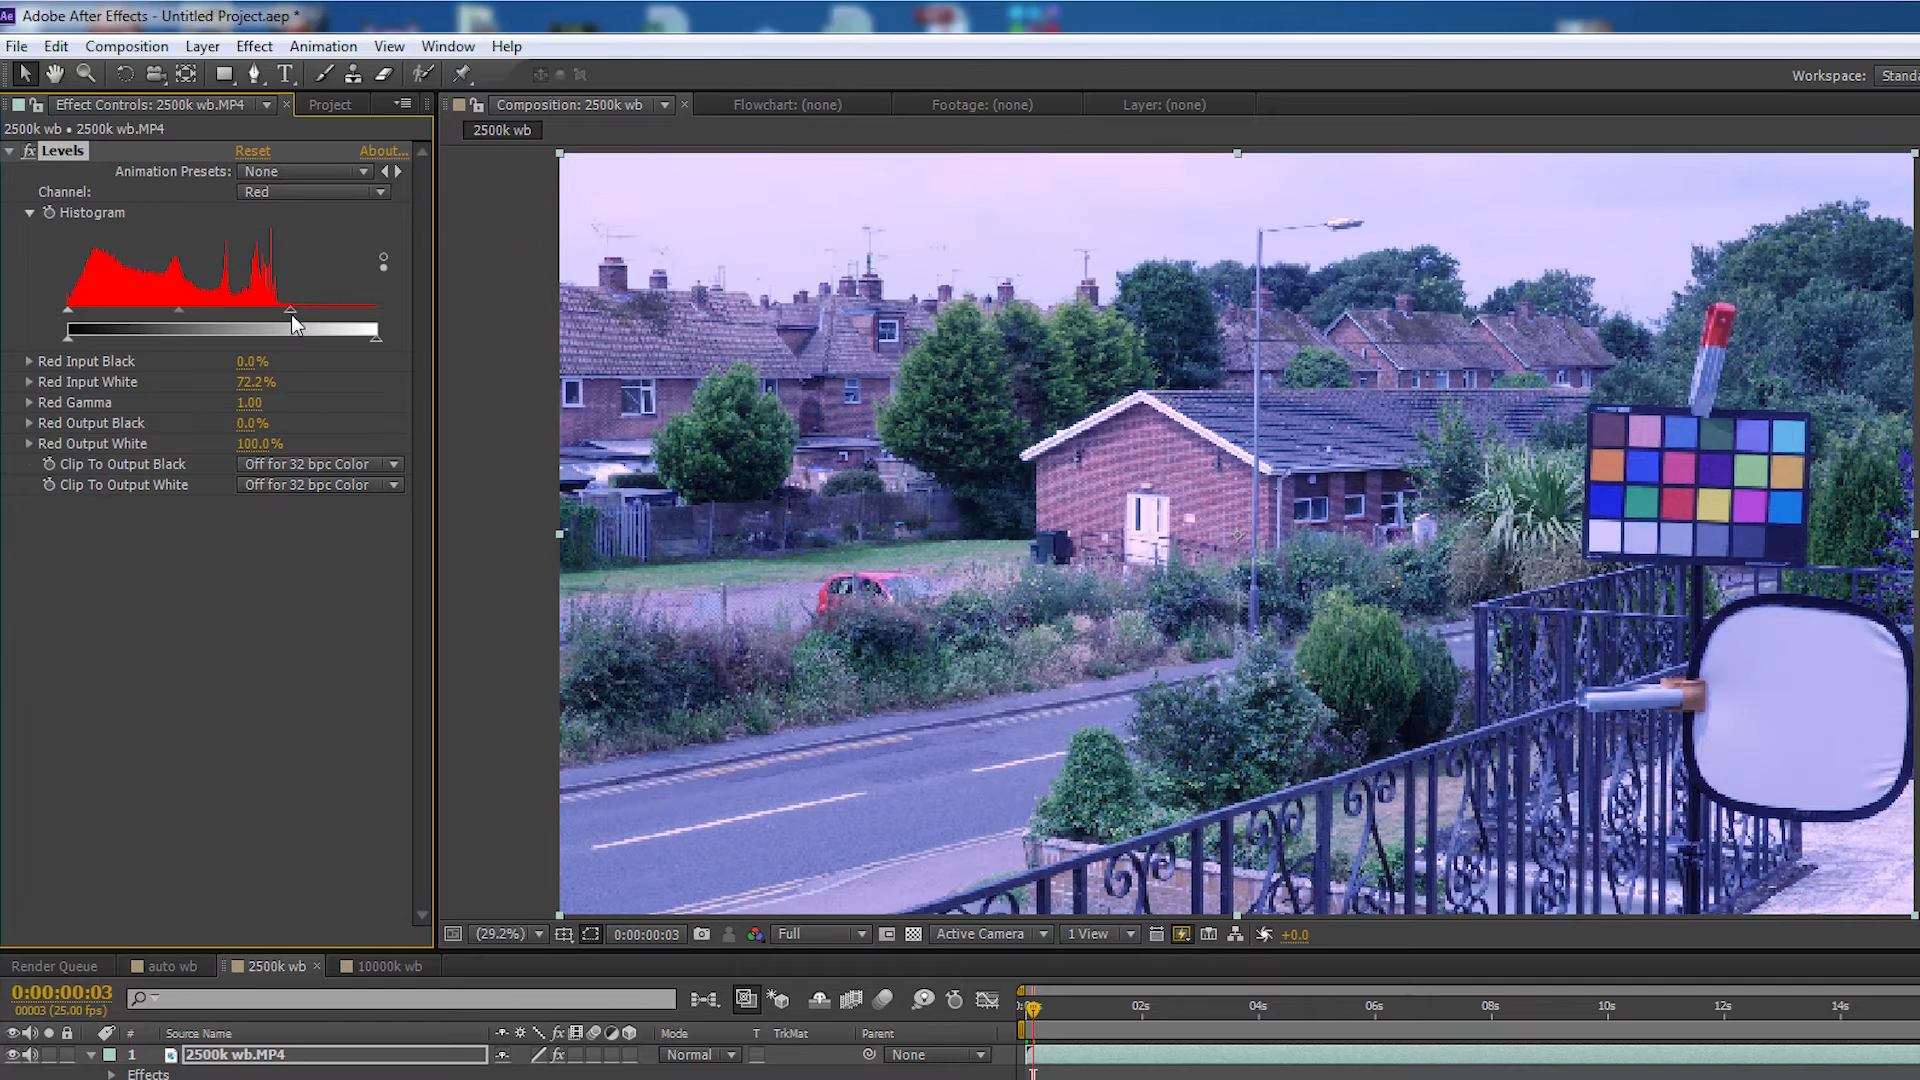 Ae Adobe After Effects - Untitled Project.aep *
File Edit Composition Layer Effect Animation View Window Help
Workspace: Standa
Effect Controls: 2500k wb.MP4 Project Composition: 2500k wb Flowchart: (none) Footage: (none) Layer: (none)
2500k wb • 2500k wb.MP4 2500k wb
fx Levels Reset About...
Animation Presets: None
Channel: Red
Histogram
Red Input Black 0.0%
Red Input White 72.2%
Red Gamma 1.00
Red Output Black 0.0%
Red Output White 100.0%
Clip To Output Black Off for 32 bpc Color
Clip To Output White Off for 32 bpc Color
(29.2%) 0:00:00:03 Full Active Camera 1 View +0.0
Render Queue auto wb 2500k wb 10000k wb
0:00:00:03
00003 (25.00 fps)
02s 04s 06s 08s 10s 12s 14s
# Source Name fx Mode T TrkMat Parent
1 2500k wb.MP4 fx Normal None
Effects